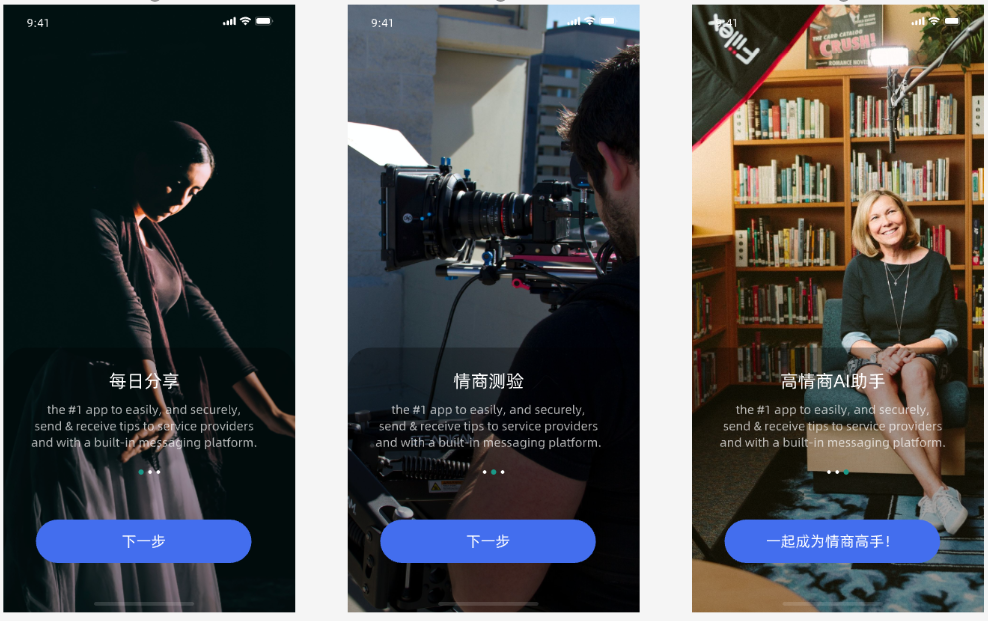 9:41
每日分享
the #1 app to easily, and securely,
send & receive tips to service providers
and with a built-in messaging platform.
下一步
9:41
情商测验
the #1 app to easily, and securely,
send & receive tips to service providers
and with a built-in messaging platform.
下一步
9:41
Fiilex
THE CARD CATALOG
CRUSH!
ROMANCE NOVEL
高情商AI助手
the #1 app to easily, and securely,
send & receive tips to service providers
and with a built-in messaging platform.
一起成为情商高手！